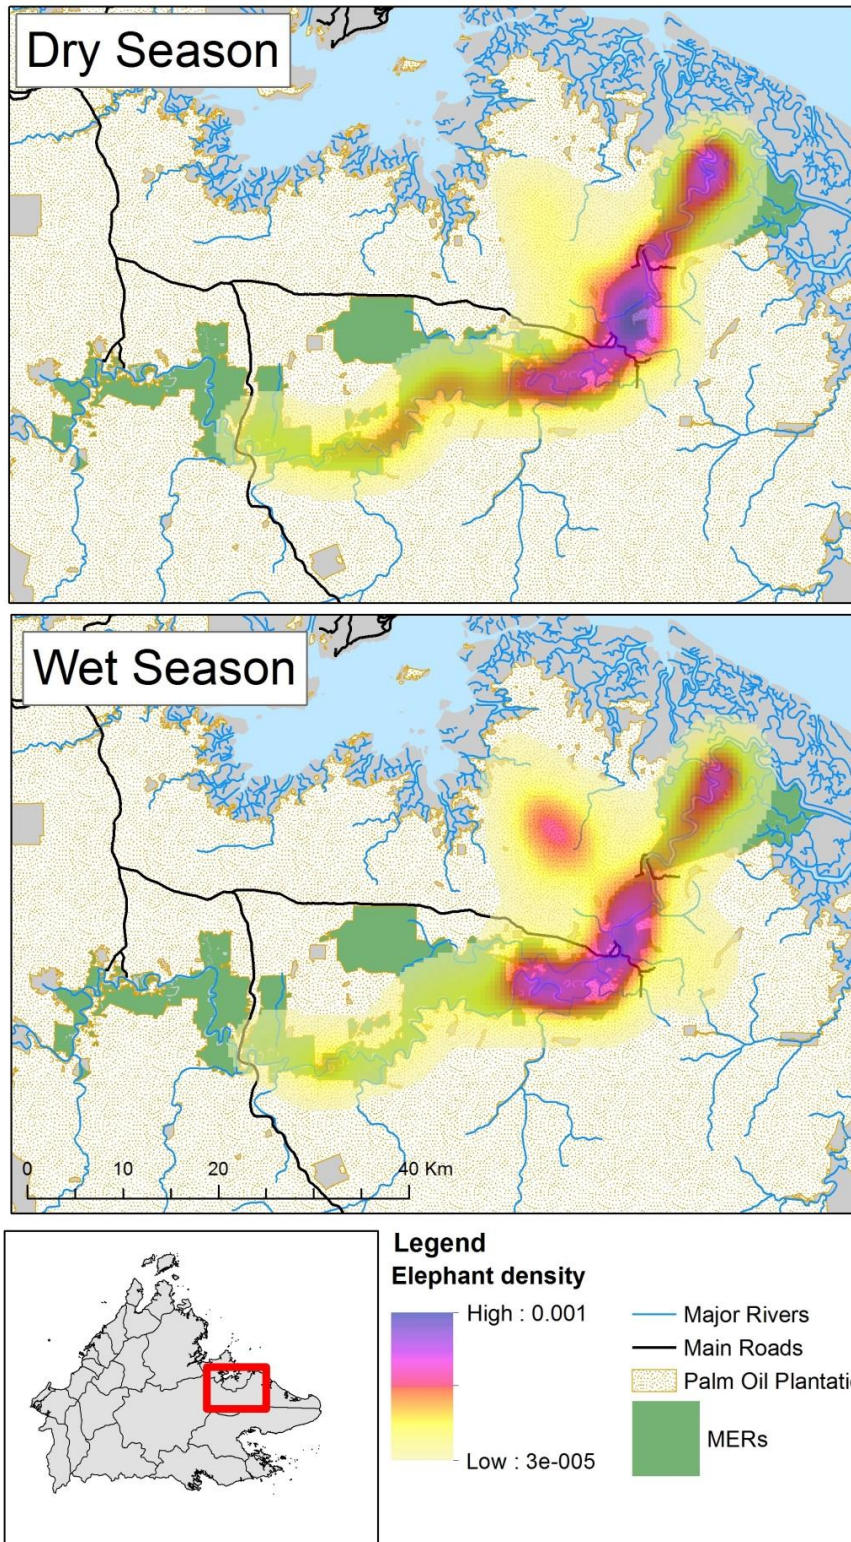 Dry Season
Wet Season
0 10 20 40 Km
Legend
Elephant density
High : 0.001
Low : 3e-005
Major Rivers
Main Roads
Palm Oil Plantatio
MERs